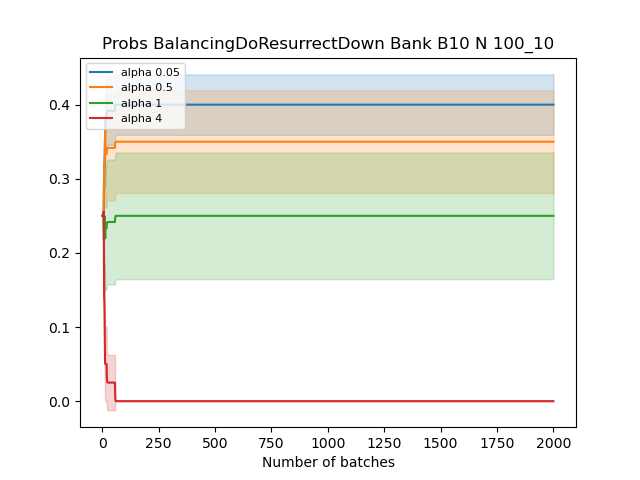 Probs BalancingDoResurrectDown Bank B10 N 100_10
alpha 0.05
alpha 0.5
alpha 1
alpha 4
0.4
0.3
0.2
0.1
0.0
0 250 500 750 1000 1250 1500 1750 2000
Number of batches